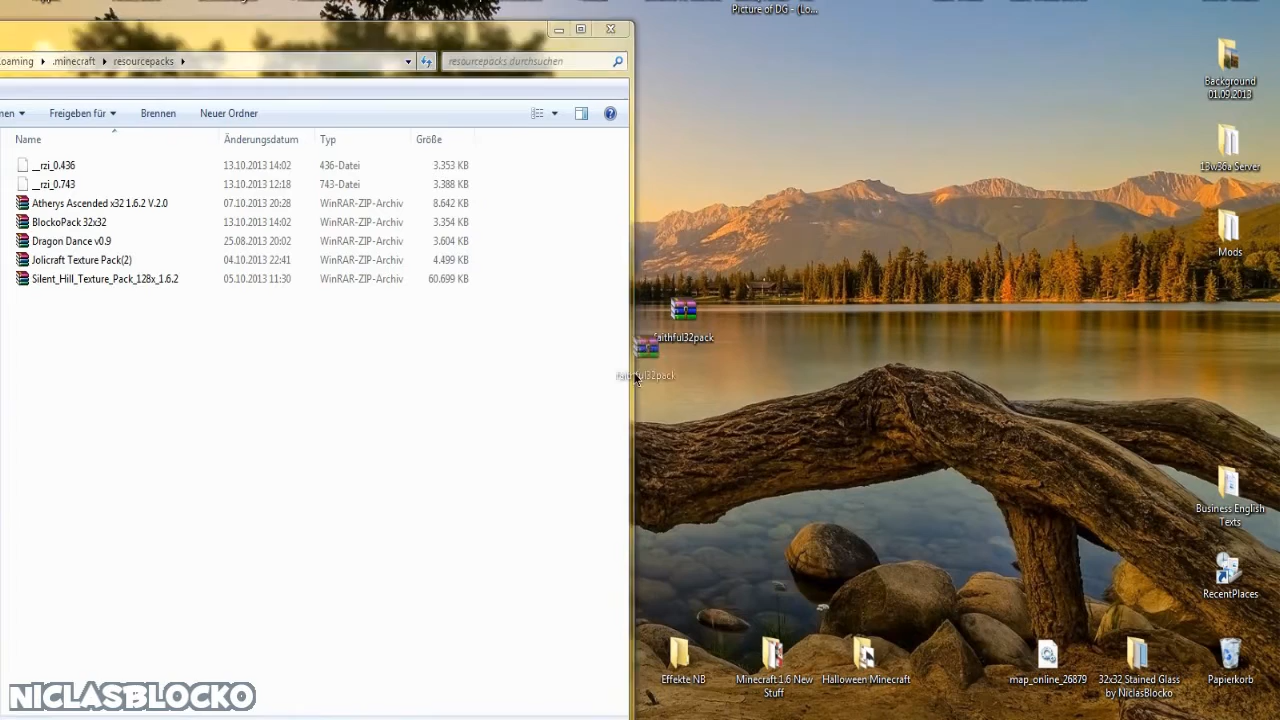 Picture of DG - (Lo...
.minecraft
resourcepacks
resourcepacks durchsuchen
Freigeben für
Brennen
Neuer Ordner
Name Änderungsdatum Typ Größe
__rzi_0.436 13.10.2013 14:02 436-Datei 3.353 KB
__rzi_0.743 13.10.2013 12:18 743-Datei 3.388 KB
Atherys Ascended x32 1.6.2 V.2.0 07.10.2013 20:28 WinRAR-ZIP-Archiv 8.642 KB
BlockoPack 32x32 13.10.2013 14:02 WinRAR-ZIP-Archiv 3.354 KB
Dragon Dance v0.9 25.08.2013 20:02 WinRAR-ZIP-Archiv 3.604 KB
Jolicraft Texture Pack(2) 04.10.2013 22:41 WinRAR-ZIP-Archiv 4.499 KB
Silent_Hill_Texture_Pack_128x_1.6.2 05.10.2013 11:30 WinRAR-ZIP-Archiv 60.699 KB
faithful32pack
faithful32pack
Background
01.09.2013
13w36a Server
Mods
Business English
Texts
RecentPlaces
Effekte NB
Minecraft 1.6 New
Stuff
Halloween Minecraft
map_online_26879
32x32 Stained Glass
by NiclasBlocko
Papierkorb
NICLASBLOCKO